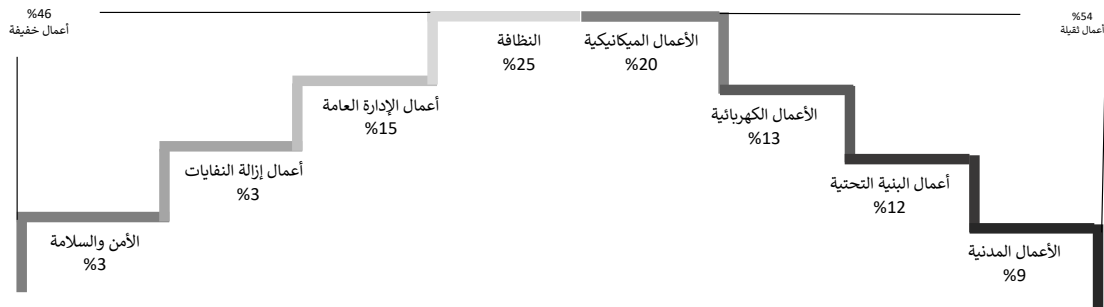 %54
أعمال ثقيلة
%46
أعمال خفيفة
الأعمال الميكانيكية
%20
النظافة
%25
الأعمال الكهربائية
%13
أعمال الإدارة العامة
%15
أعمال البنية التحتية
%12
أعمال إزالة النفايات
%3
الأعمال المدنية
%9
الأمن والسلامة
%3